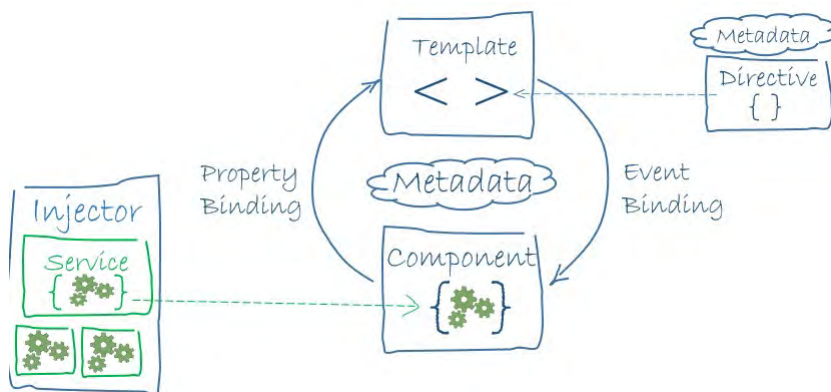 Template
< >
Metadata
Directive
{ }
Property
Binding
Metadata
Event
Binding
Injector
Service
{ }
Component
{ }